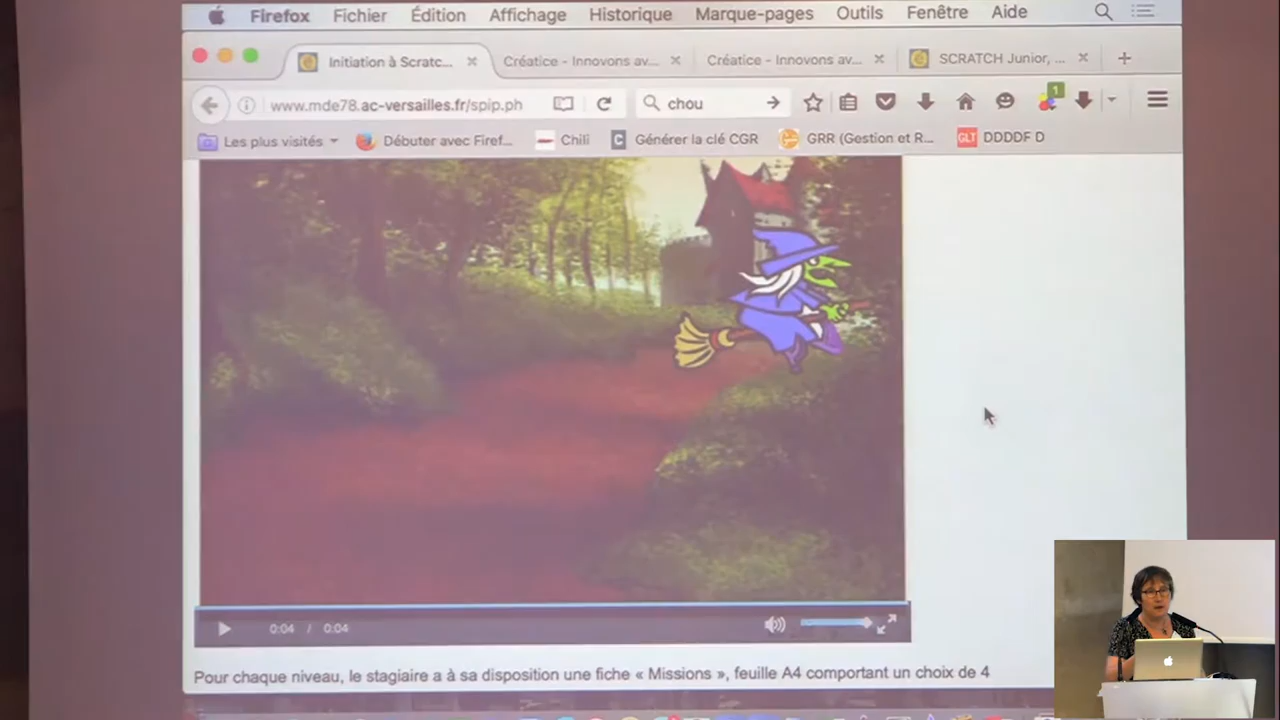 Firefox Fichier Édition Affichage Historique Marque-pages Outils Fenêtre Aide
Initiation à Scratc... Créatice - Innovons av... Créatice - Innovons av... SCRATCH Junior, ...
www.mde78.ac-versailles.fr/spip.ph chou 1
Les plus visités Débuter avec Firef... Chili C Générer la clé CGR GRR (Gestion et R... GLT DDDDF D
0:04 / 0:04
Pour chaque niveau, le stagiaire a à sa disposition une fiche « Missions », feuille A4 comportant un choix de 4